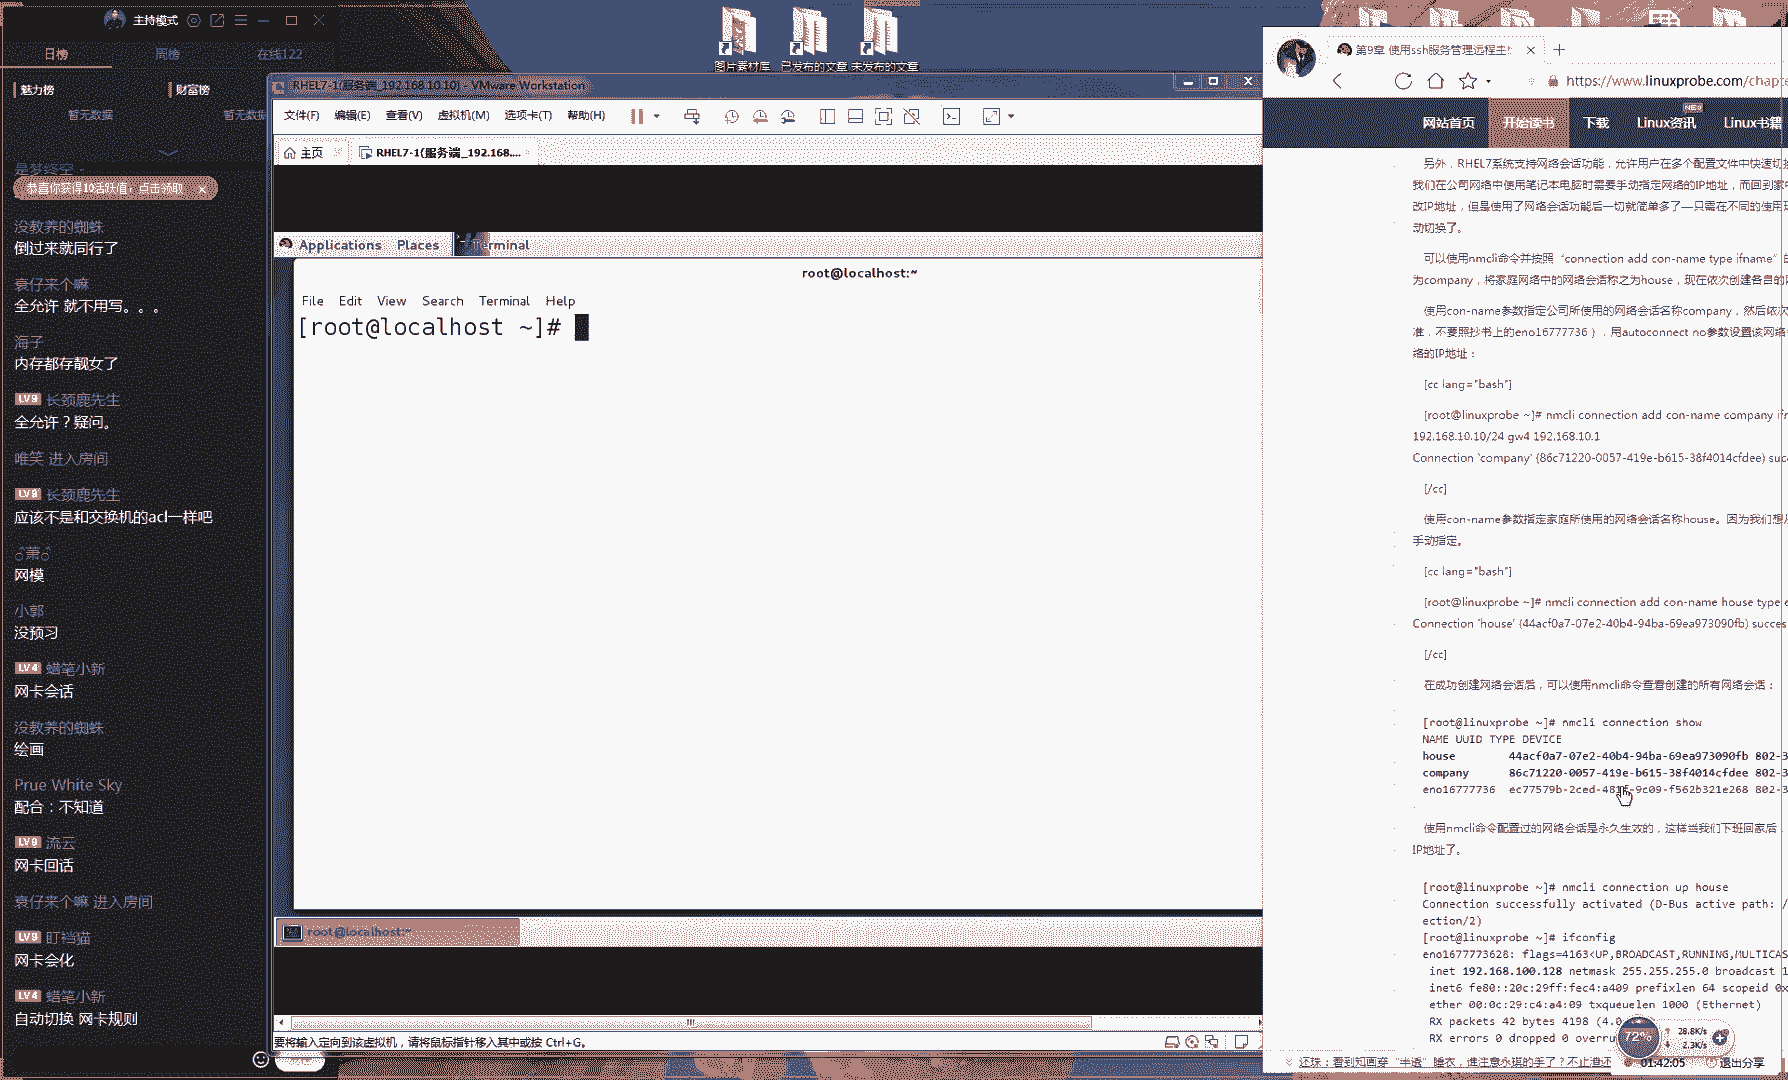 主持模式
日榜
周榜
在线122
魅力榜
财富榜
暂无数据
暂无数据
恭喜你获得10活跃值，点击领取
没教养的蜘蛛
倒过来就同行了
袁仔来个嘛
全允许 就不用写。。。
海子
内存都存靓女了
LV9 长颈鹿先生
全允许？疑问。
唯笑 进入房间
LV9 长颈鹿先生
应该不是和交换机的acl一样吧
萧
网模
小郭
没预习
LV4 蜡笔小新
网卡会话
没教养的蜘蛛
绘画
Prue White Sky
配合：不知道
流云
网卡回话
袁仔来个嘛 进入房间
LV9 盯裆猫
网卡会化
LV4 蜡笔小新
自动切换 网卡规则
图片素材库
已发布的文章
未发布的文章
RHEL7-1(服务端_192.168.10.10) - VMware Workstation
文件(F) 编辑(E) 查看(V) 虚拟机(M) 选项卡(T) 帮助(H)
主页
RHEL7-1(服务端_192.168....
Applications Places Terminal
root@localhost:~
File Edit View Search Terminal Help
[root@localhost ~]#
root@localhost:~
要将输入定向到该虚拟机，请将鼠标指针移入其中或按 Ctrl+G。
第9章 使用ssh服务管理远程主
https://www.linuxprobe.com/chapt
网站首页 开始读书 下载 Linux资讯 Linux书籍
NEW
另外，RHEL7系统支持网络会话功能，允许用户在多个配置文件中快速切
我们在公司网络中使用笔记本电脑时需要手动指定网络的IP地址，而回到家
改IP地址，但是使用了网络会话功能后一切就简单多了—只需在不同的使用
动切换了。
可以使用nmcli命令并按照“connection add con-name type ifname”
为company，将家庭网络中的网络会话称之为house，现在依次创建各自的
使用con-name参数指定公司所使用的网络会话名称company，然后依次
准，不要照抄书上的eno16777736），用autoconnect no参数设置该网络
络的IP地址：
[cc lang="bash"]
[root@linuxprobe ~]# nmcli connection add con-name company ifn
192.168.10.10/24 gw4 192.168.10.1
Connection 'company' (86c71220-0057-419e-b615-38f4014cfdee) succ
[/cc]
使用con-name参数指定家庭所使用的网络会话名称house。因为我们想
手动指定。
[cc lang="bash"]
[root@linuxprobe ~]# nmcli connection add con-name house type e
Connection 'house' (44acf0a7-07e2-40b4-94ba-69ea973090fb) succes
[/cc]
在成功创建网络会话后，可以使用nmcli命令查看创建的所有网络会话：
[root@linuxprobe ~]# nmcli connection show
NAME UUID TYPE DEVICE
house 44acf0a7-07e2-40b4-94ba-69ea973090fb 802-3
company 86c71220-0057-419e-b615-38f4014cfdee 802-3
eno16777736 ec77579b-2ced-481f-9c09-f562b321e268 802-3
使用nmcli命令配置过的网络会话是永久生效的，这样当我们下班回家后，
IP地址了。
[root@linuxprobe ~]# nmcli connection up house
Connection successfully activated (D-Bus active path: /
ection/2)
[root@linuxprobe ~]# ifconfig
eno1677773628: flags=4163<UP,BROADCAST,RUNNING,MULTICAS
inet 192.168.100.128 netmask 255.255.255.0 broadcast 1
inet6 fe80::20c:29ff:fec4:a409 prefixlen 64 scopeid 0x
ether 00:0c:29:c4:a4:09 txqueuelen 1000 (Ethernet)
RX packets 42 bytes 4198 (4.0
RX errors 0 dropped 0 overru
72%
28.8K/s
2.3K/s
01:42:05
退出分享